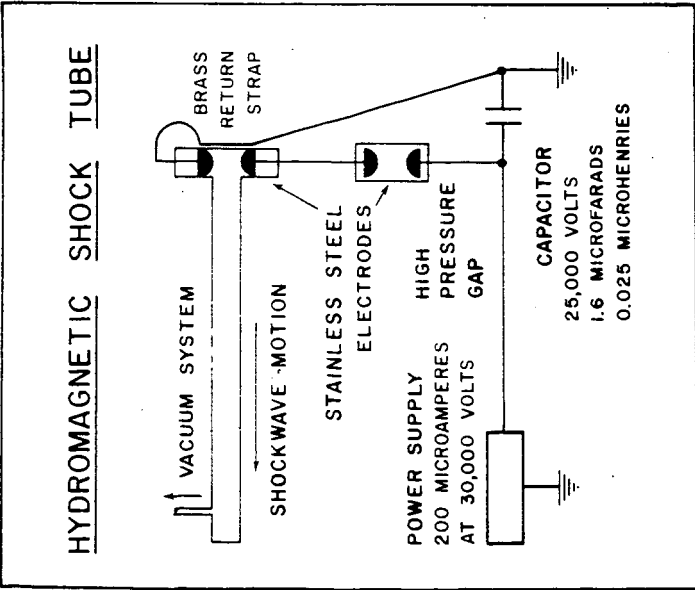 HYDROMAGNETIC SHOCK TUBE
VACUUM SYSTEM
BRASS
RETURN
STRAP
SHOCKWAVE MOTION
STAINLESS STEEL
ELECTRODES
HIGH
PRESSURE
GAP
POWER SUPPLY
200 MICROAMPERES
AT 30,000 VOLTS
CAPACITOR
25,000 VOLTS
1.6 MICROFARADS
0.025 MICROHENRIES